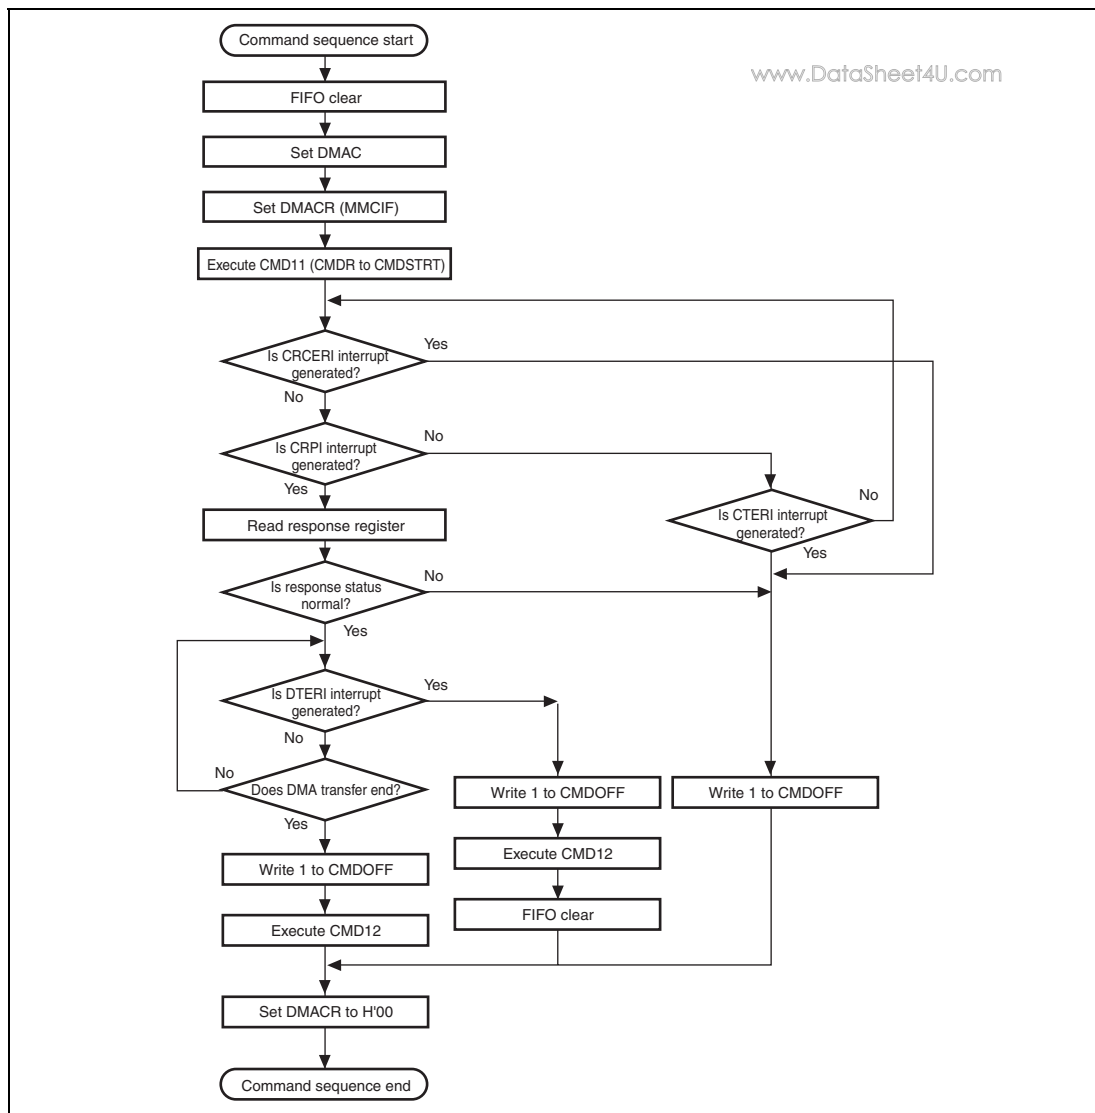 Command sequence start
www.DataSheet4U.com
FIFO clear
Set DMAC
Set DMACR (MMCIF)
Execute CMD11 (CMDR to CMDSTRT)
Is CRCERI interrupt
generated?
Yes
No
Is CRPI interrupt
generated?
No
Yes
Is CTERI interrupt
generated?
No
Yes
Read response register
Is response status
normal?
No
Yes
Is DTERI interrupt
generated?
Yes
No
Does DMA transfer end?
No
Yes
Write 1 to CMDOFF
Write 1 to CMDOFF
Execute CMD12
Write 1 to CMDOFF
FIFO clear
Execute CMD12
Set DMACR to H'00
Command sequence end